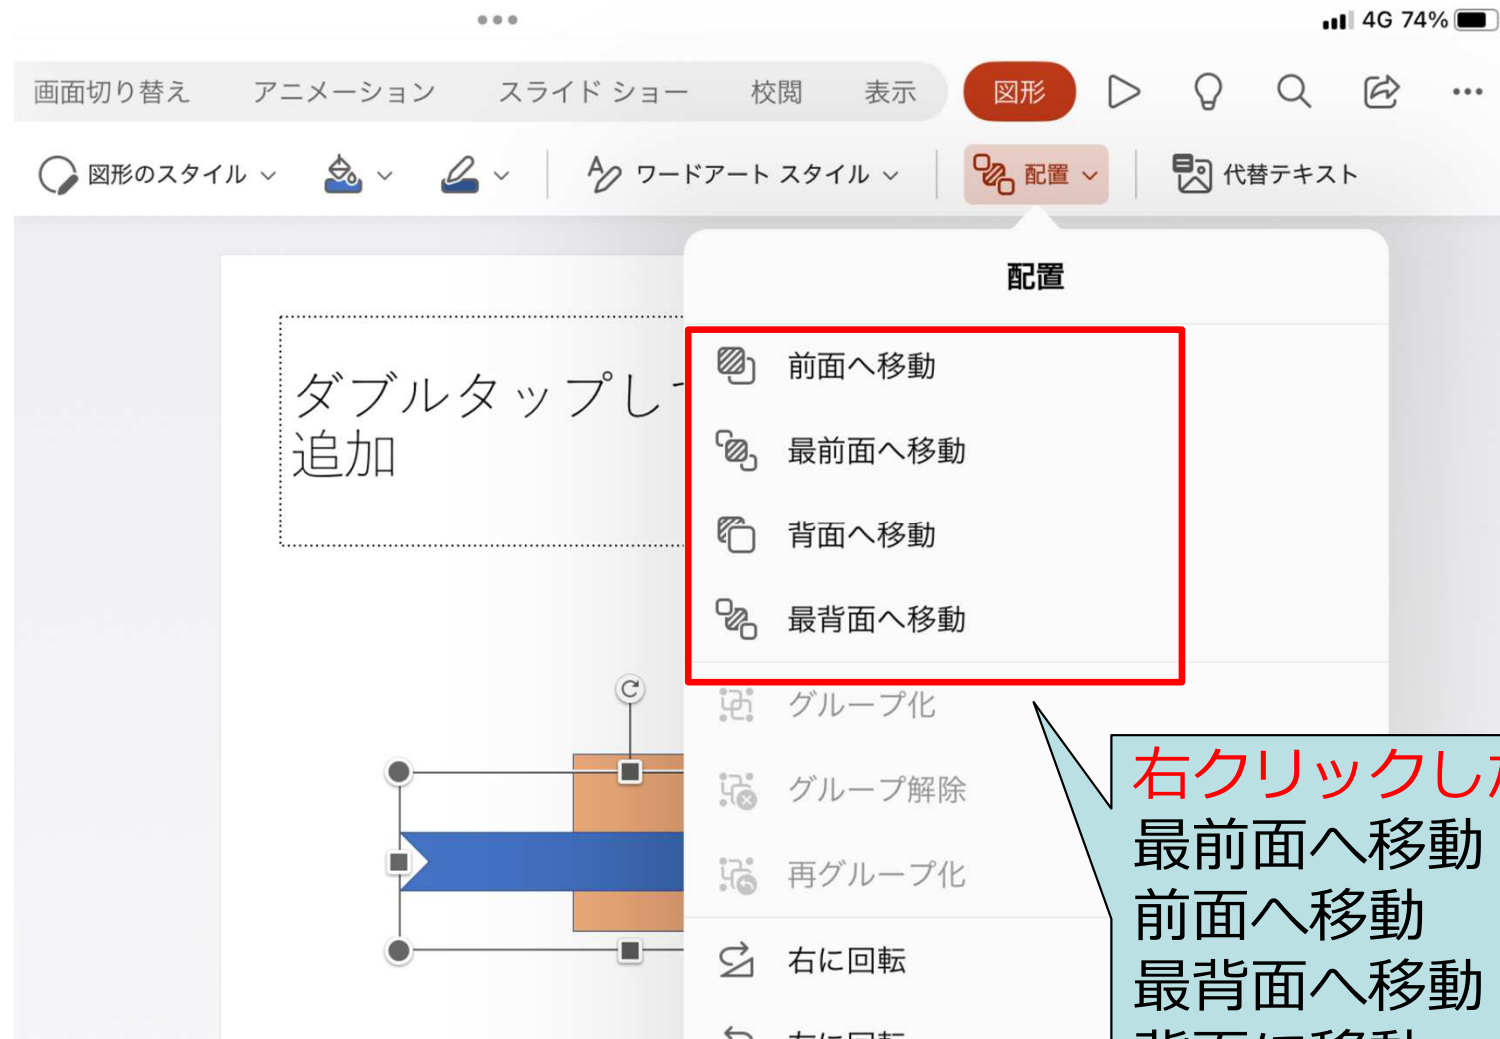 4G 74%
画面切り替え アニメーション スライド ショー 校閲 表示 図形
図形のスタイル ワードアート スタイル 配置 代替テキスト
配置
ダブルタップして
追加
前面へ移動
最前面へ移動
背面へ移動
最背面へ移動
グループ化
グループ解除
再グループ化
右に回転
右クリックした
最前面へ移動
前面へ移動
最背面へ移動